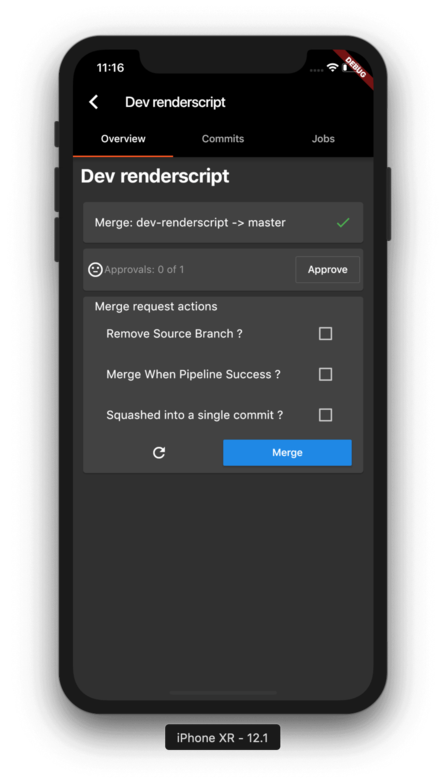 11:16
DEBUG
Dev renderscript
Overview
Commits
Jobs
Dev renderscript
Merge: dev-renderscript -> master
Approvals: 0 of 1
Approve
Merge request actions
Remove Source Branch ?
Merge When Pipeline Success ?
Squashed into a single commit ?
Merge
iPhone XR - 12.1